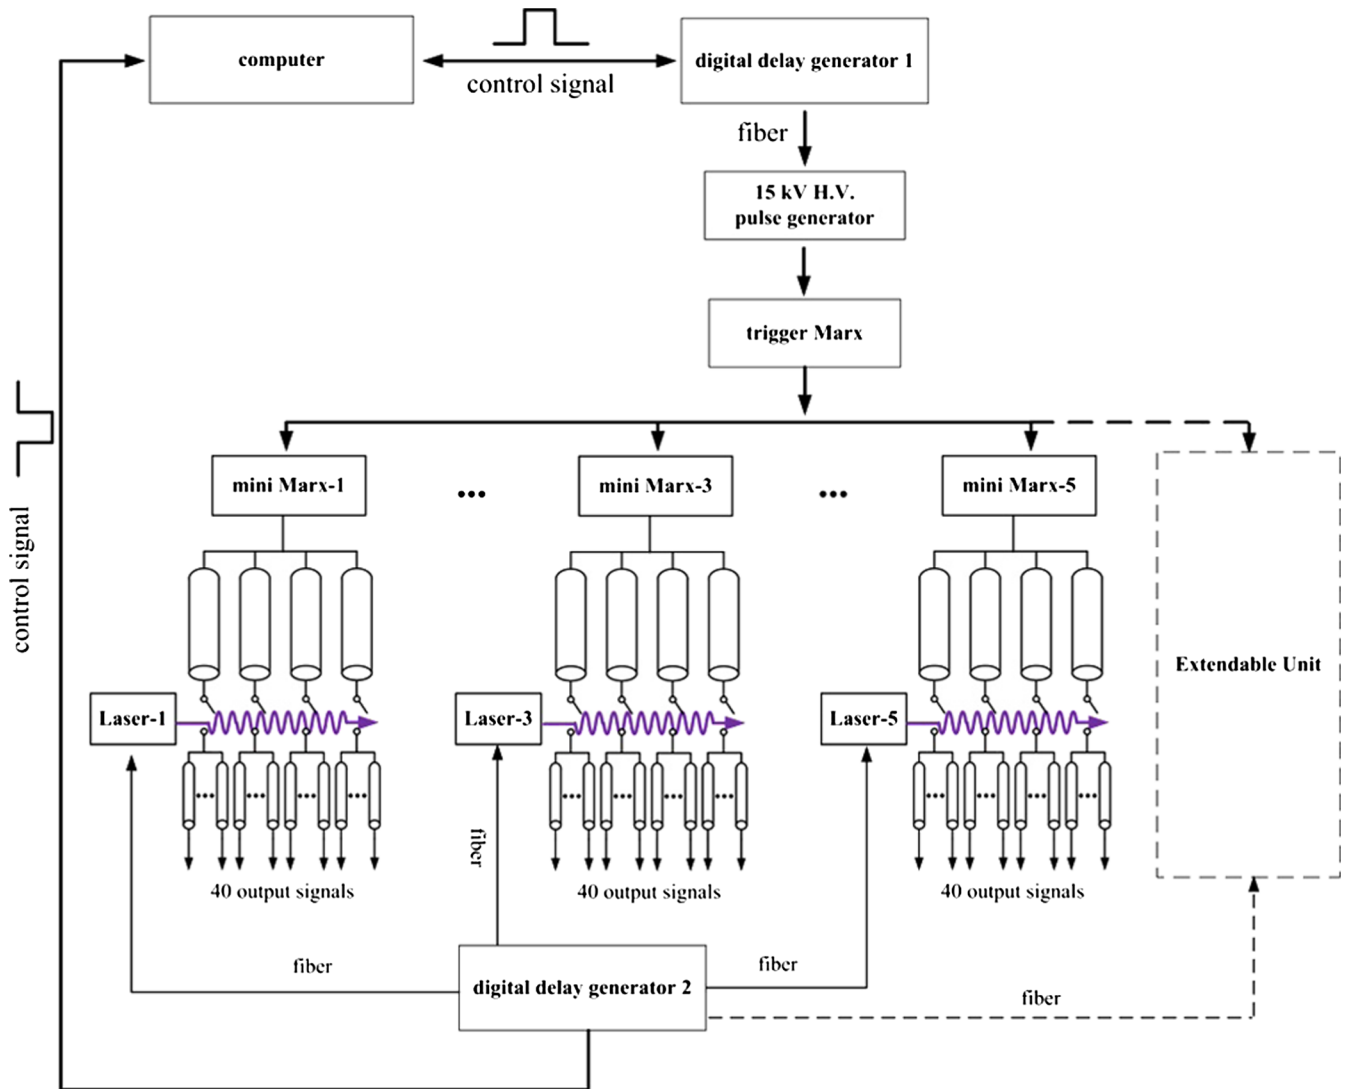 computer
control signal
digital delay generator 1
fiber
15 kV H.V.
pulse generator
trigger Marx
control signal
mini Marx-1
...
mini Marx-3
...
mini Marx-5
Extendable Unit
Laser-1
Laser-3
Laser-5
... ... ... ...
... ... ... ...
... ... ... ...
fiber
40 output signals
40 output signals
40 output signals
fiber
digital delay generator 2
fiber
fiber